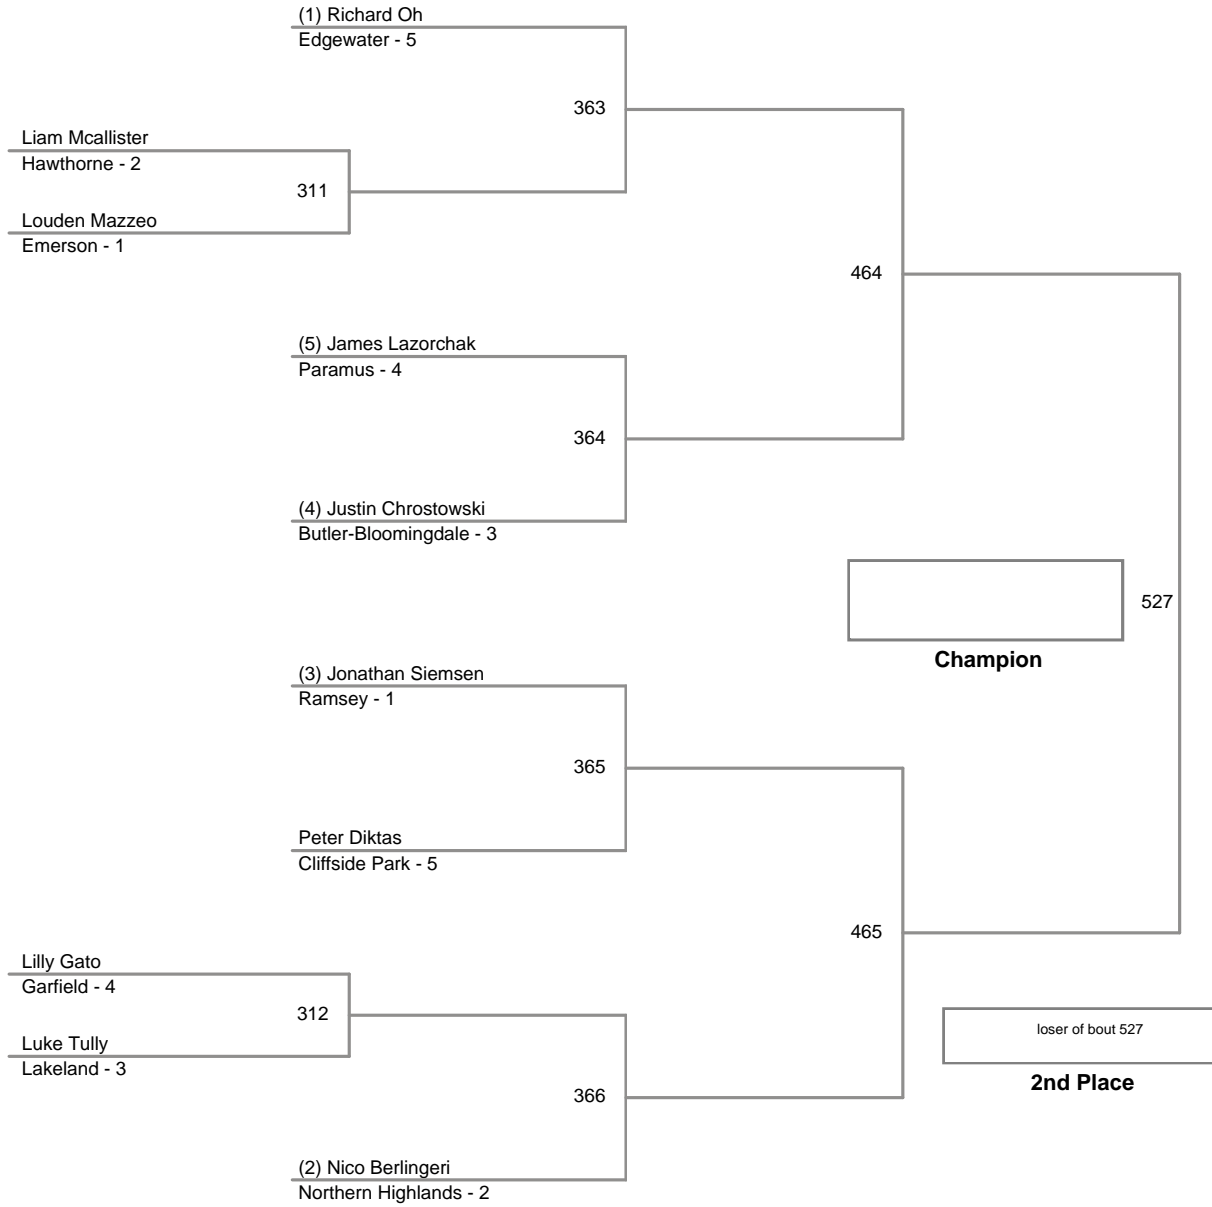 (1) Richard Oh
Edgewater - 5
363
Liam Mcallister
Hawthorne - 2
311
Louden Mazzeo
Emerson - 1
464
(5) James Lazorchak
Paramus - 4
364
(4) Justin Chrostowski
Butler-Bloomingdale - 3
527
Champion
(3) Jonathan Siemsen
Ramsey - 1
365
Peter Diktas
Cliffside Park - 5
465
Lilly Gato
Garfield - 4
312
Luke Tully
Lakeland - 3
loser of bout 527
2nd Place
366
(2) Nico Berlingeri
Northern Highlands - 2